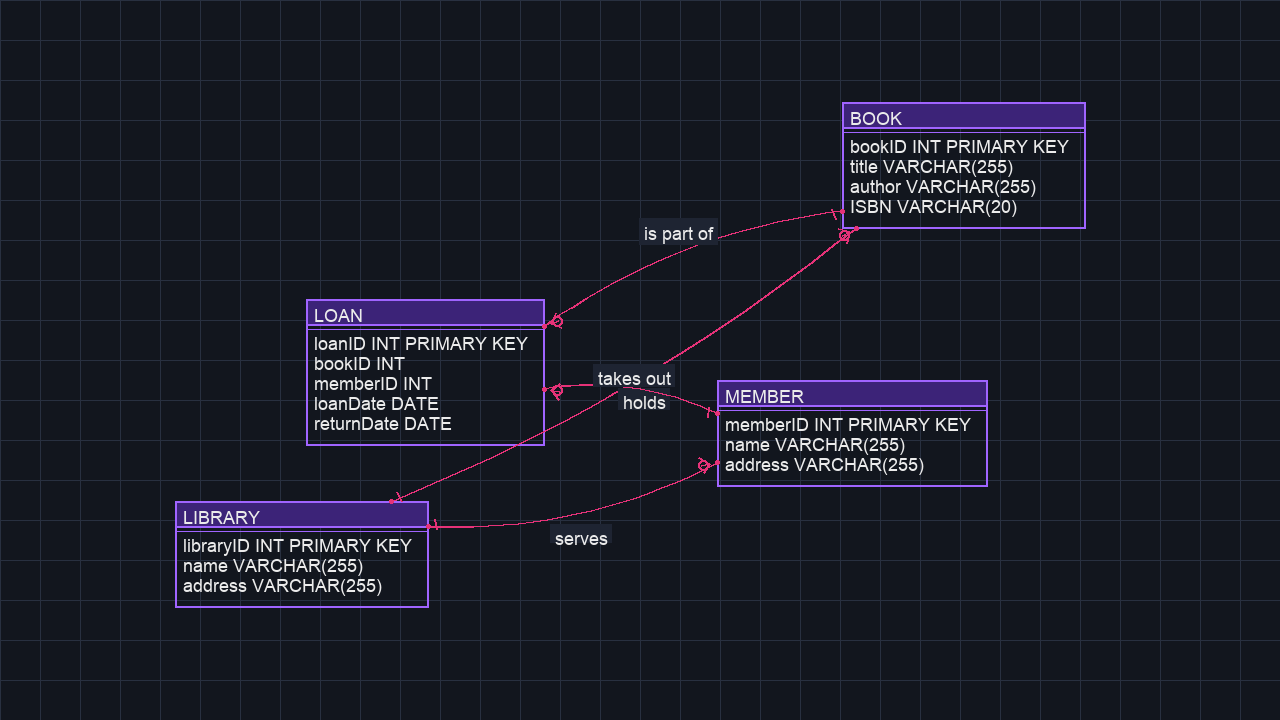 BOOK
bookID INT PRIMARY KEY
title VARCHAR(255)
author VARCHAR(255)
ISBN VARCHAR(20)
is part of
LOAN
loanID INT PRIMARY KEY
bookID INT
memberID INT
loanDate DATE
returnDate DATE
takes out
holds
MEMBER
memberID INT PRIMARY KEY
name VARCHAR(255)
address VARCHAR(255)
LIBRARY
libraryID INT PRIMARY KEY
name VARCHAR(255)
address VARCHAR(255)
serves